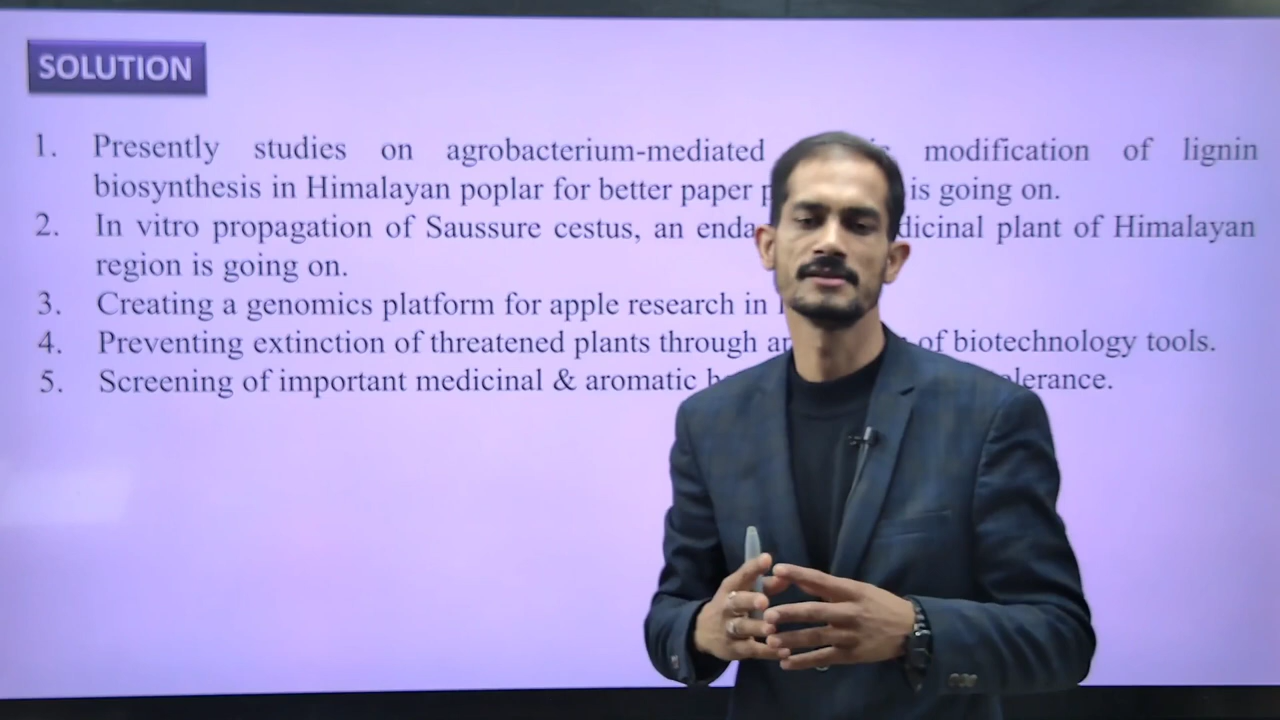 SOLUTION
1. Presently studies on agrobacterium-mediated modification of lignin
biosynthesis in Himalayan poplar for better paper is going on.
2. In vitro propagation of Saussure cestus, an plant of Himalayan
region is going on.
3. Creating a genomics platform for apple research in
4. Preventing extinction of threatened plants through of biotechnology tools.
5. Screening of important medicinal & aromatic